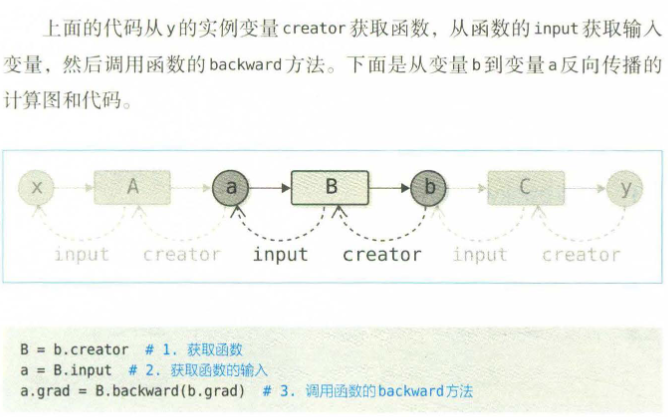 上面的代码从y的实例变量creator获取函数，从函数的input获取输入
变量，然后调用函数的backward方法。下面是从变量b到变量a反向传播的
计算图和代码。
x A a B b C y
input creator input creator input creator
B = b.creator # 1. 获取函数
a = B.input # 2. 获取函数的输入
a.grad = B.backward(b.grad) # 3. 调用函数的backward方法